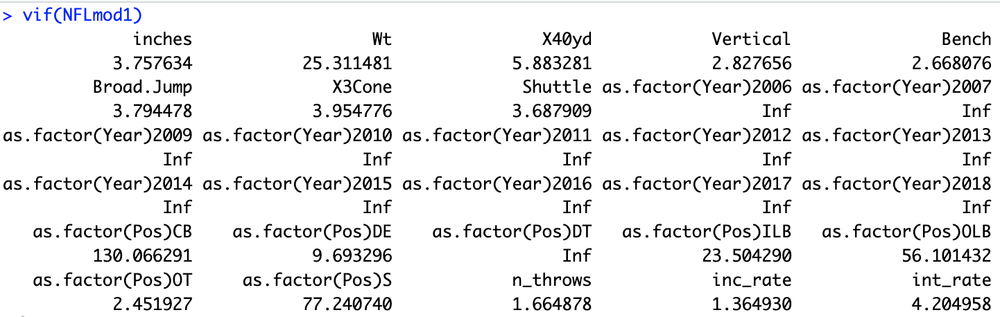 > vif(NFLmod1)
inches Wt X40yd Vertical Bench
3.757634 25.311481 5.883281 2.827656 2.668076
Broad.Jump X3Cone Shuttle as.factor(Year)2006 as.factor(Year)2007
3.794478 3.954776 3.687909 Inf Inf
as.factor(Year)2009 as.factor(Year)2010 as.factor(Year)2011 as.factor(Year)2012 as.factor(Year)2013
Inf Inf Inf Inf Inf
as.factor(Year)2014 as.factor(Year)2015 as.factor(Year)2016 as.factor(Year)2017 as.factor(Year)2018
Inf Inf Inf Inf Inf
as.factor(Pos)CB as.factor(Pos)DE as.factor(Pos)DT as.factor(Pos)ILB as.factor(Pos)OLB
130.066291 9.693296 Inf 23.504290 56.101432
as.factor(Pos)OT as.factor(Pos)S n_throws inc_rate int_rate
2.451927 77.240740 1.664878 1.364930 4.204958